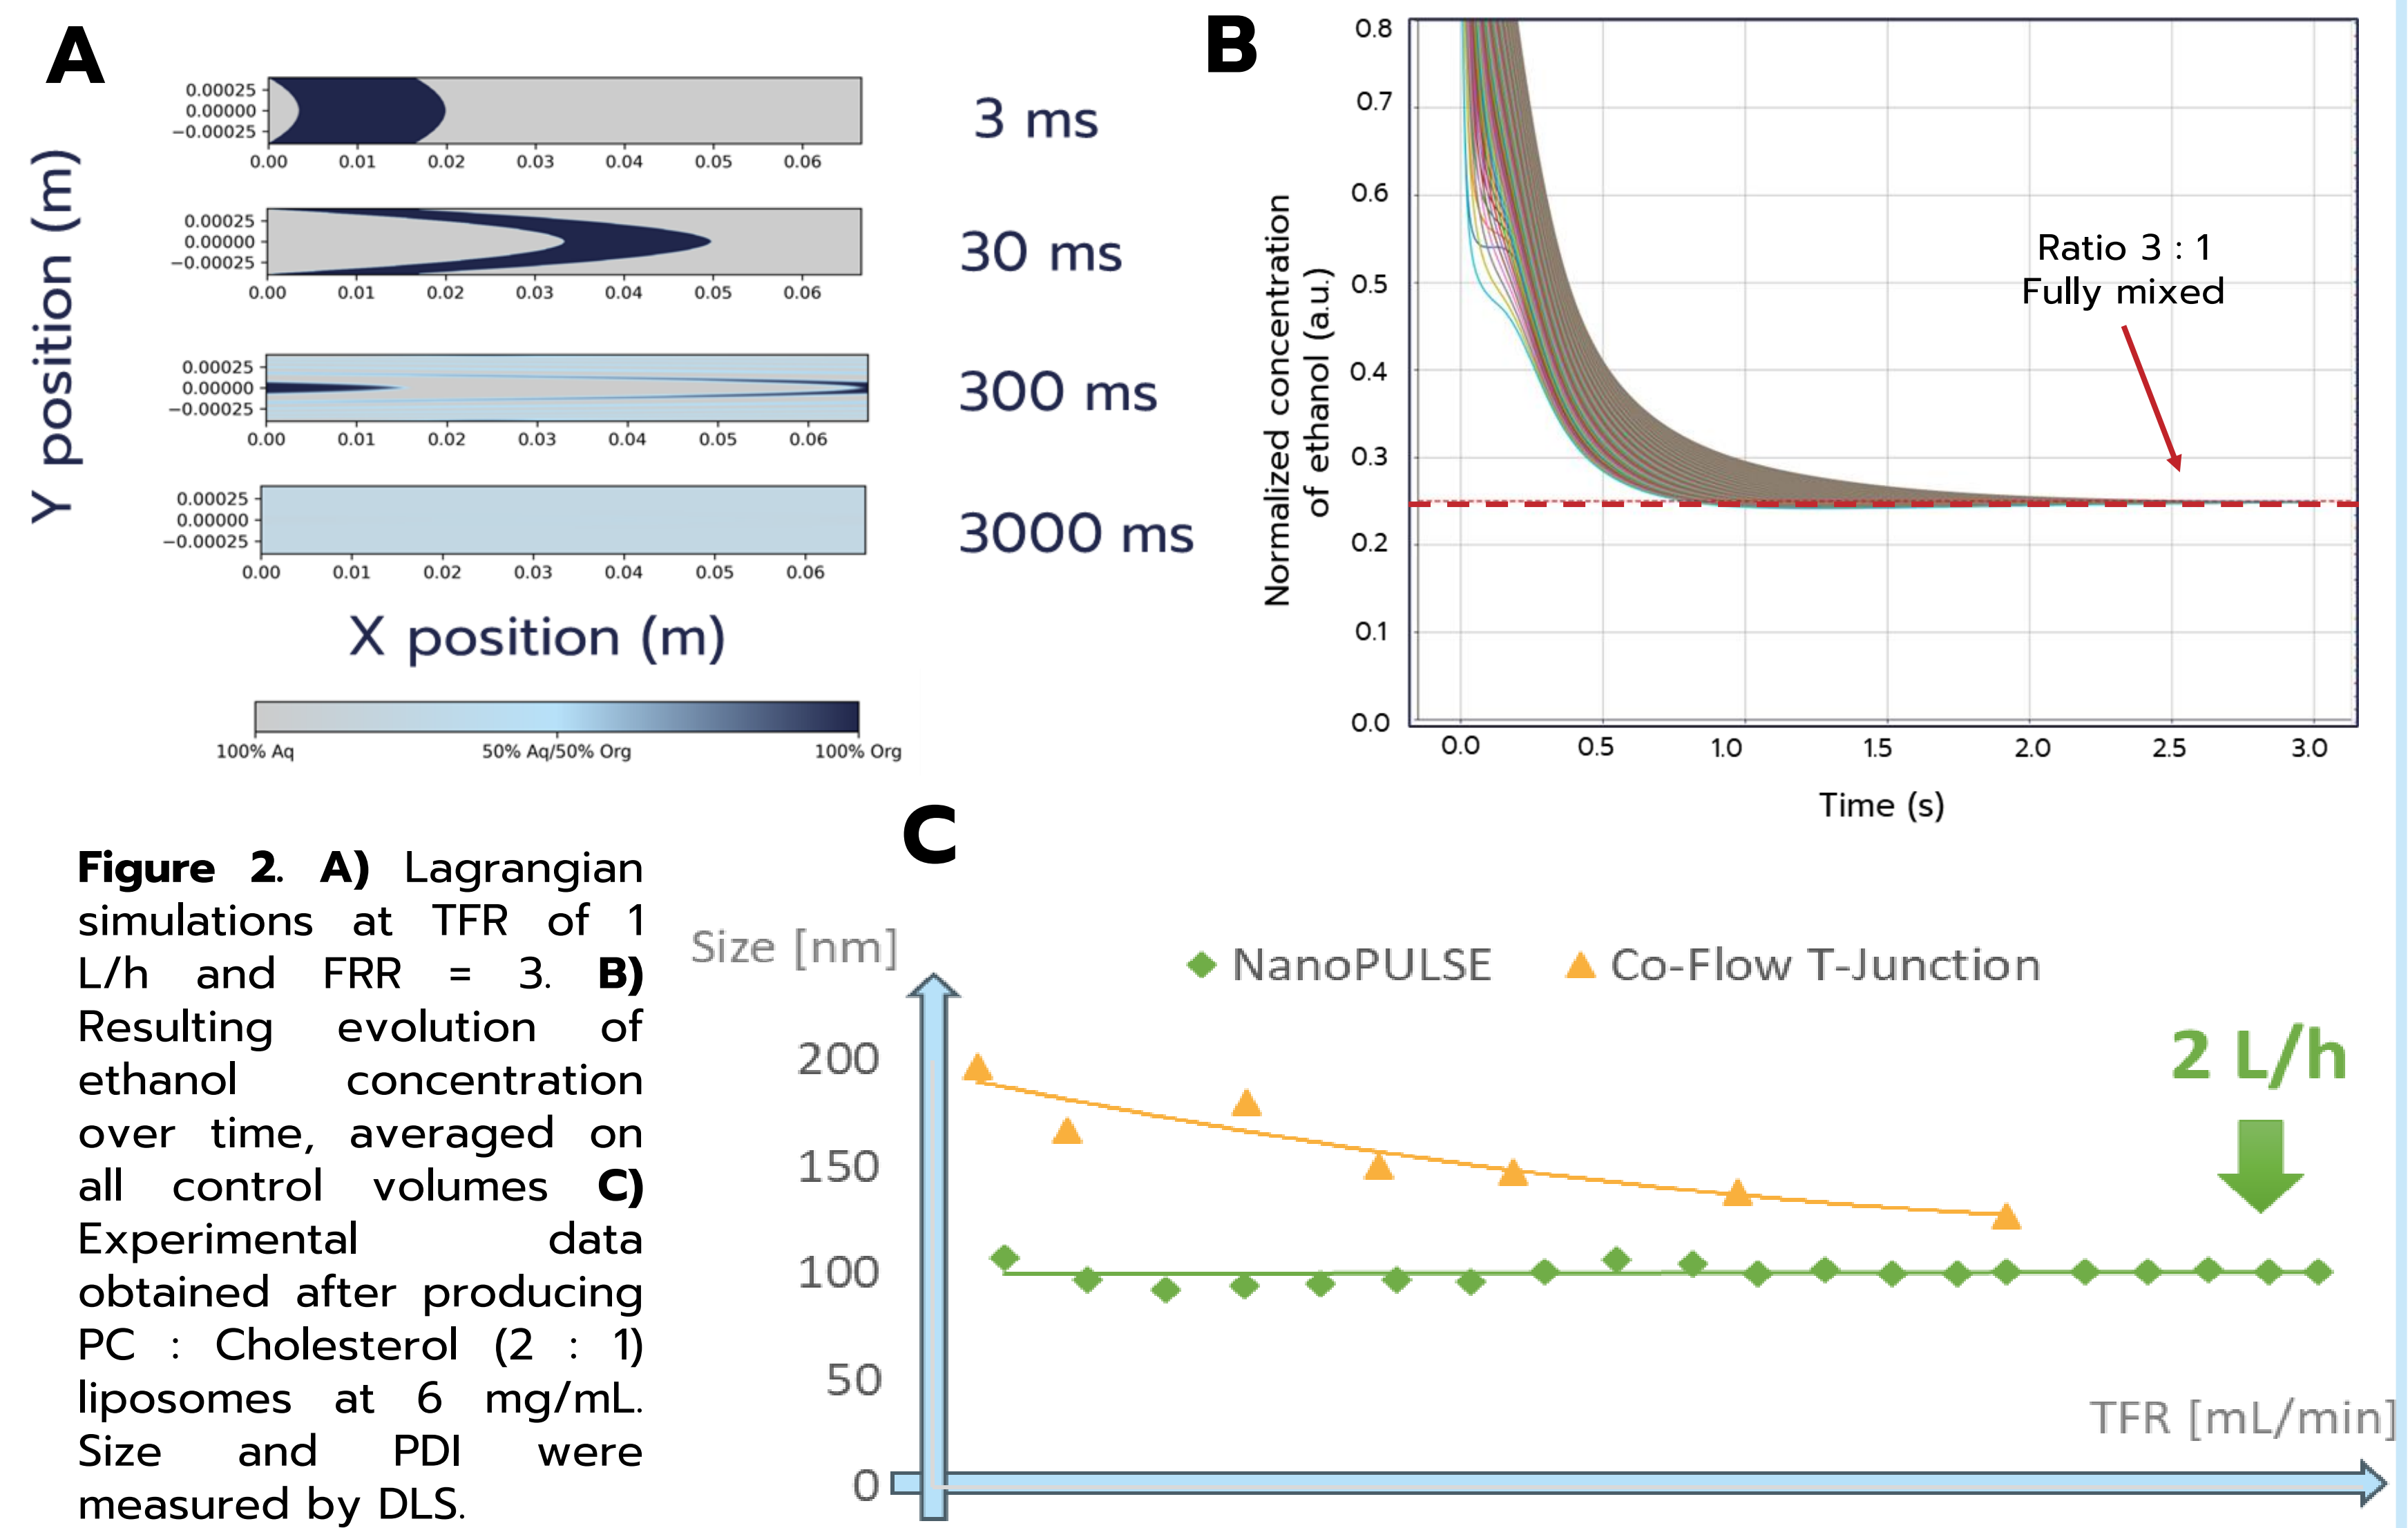 A
0.00025
0.00000
−0.00025
0.00 0.01 0.02 0.03 0.04 0.05 0.06
3 ms
0.00025
0.00000
−0.00025
0.00 0.01 0.02 0.03 0.04 0.05 0.06
30 ms
0.00025
0.00000
−0.00025
0.00 0.01 0.02 0.03 0.04 0.05 0.06
300 ms
0.00025
0.00000
−0.00025
0.00 0.01 0.02 0.03 0.04 0.05 0.06
3000 ms
Y position (m)
X position (m)
100% Aq 50% Aq/50% Org 100% Org
B
0.8
0.7
0.6
0.5
0.4
0.3
0.2
0.1
0.0
Normalized concentration
of ethanol (a.u.)
Ratio 3 : 1
Fully mixed
0.0 0.5 1.0 1.5 2.0 2.5 3.0
Time (s)
Figure 2. A) Lagrangian
simulations at TFR of 1
L/h and FRR = 3. B)
Resulting evolution of
ethanol concentration
over time, averaged on
all control volumes C)
Experimental data
obtained after producing
PC : Cholesterol (2 : 1)
liposomes at 6 mg/mL.
Size and PDI were
measured by DLS.
C
Size [nm]
NanoPULSE Co-Flow T-Junction
2 L/h
200
150
100
50
0
TFR [mL/min]